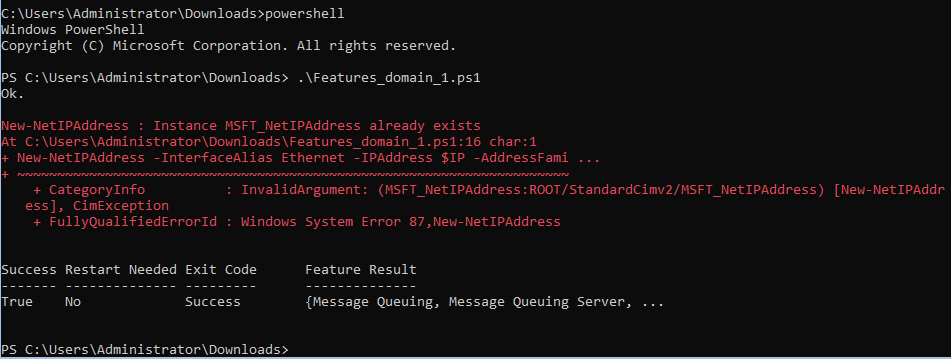 C:\Users\Administrator\Downloads>powershell
Windows PowerShell
Copyright (C) Microsoft Corporation. All rights reserved.
PS C:\Users\Administrator\Downloads> .\Features_domain_1.ps1
Ok.
New-NetIPAddress : Instance MSFT_NetIPAddress already exists
At C:\Users\Administrator\Downloads\Features_domain_1.ps1:16 char:1
+ New-NetIPAddress -InterfaceAlias Ethernet -IPAddress $IP -AddressFami ...
+ ~~~~~~~~~~~~~~~~~~~~~~~~~~~~~~~~~~~~~~~~~~~~~~~~~~~~~~~~~~~~~~~~~~~~~
+ CategoryInfo          : InvalidArgument: (MSFT_NetIPAddress:ROOT/StandardCimv2/MSFT_NetIPAddress) [New-NetIPAddr
ess], CimException
+ FullyQualifiedErrorId : Windows System Error 87,New-NetIPAddress
Success Restart Needed Exit Code      Feature Result
------- -------------- ---------      --------------
True    No             Success        {Message Queuing, Message Queuing Server, ...
PS C:\Users\Administrator\Downloads>